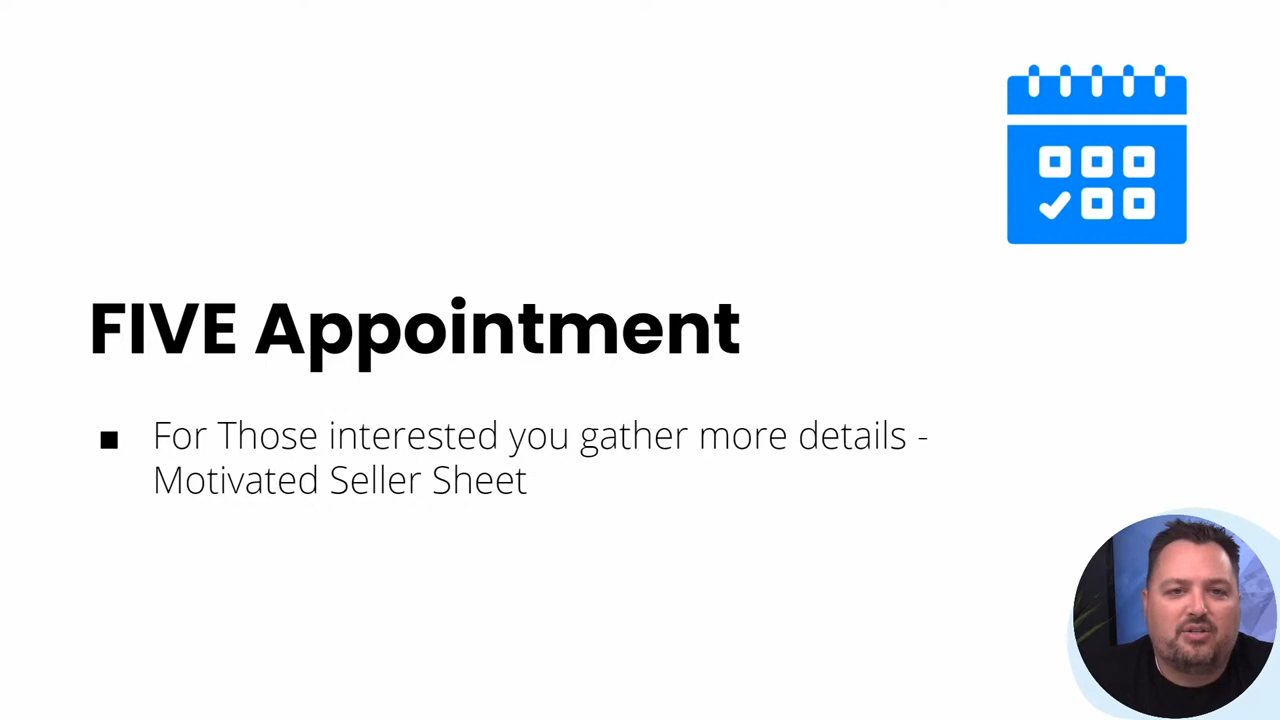 FIVE Appointment
■ For Those interested you gather more details -
Motivated Seller Sheet